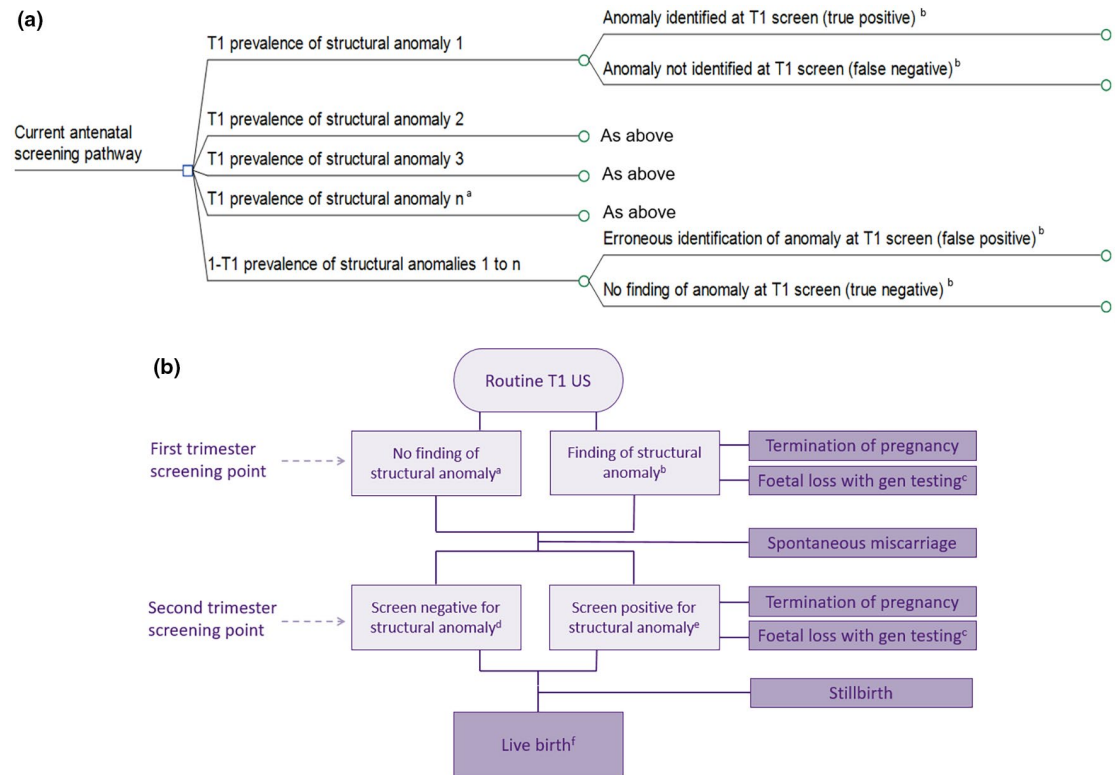 (a)
Anomaly identified at T1 screen (true positive) b
T1 prevalence of structural anomaly 1
Anomaly not identified at T1 screen (false negative) b
T1 prevalence of structural anomaly 2
As above
Current antenatal
screening pathway
T1 prevalence of structural anomaly 3
As above
T1 prevalence of structural anomaly n a
As above
Erroneous identification of anomaly at T1 screen (false positive) b
1-T1 prevalence of structural anomalies 1 to n
No finding of anomaly at T1 screen (true negative) b
(b)
Routine T1 US
First trimester
screening point
No finding of
structural anomalya
Finding of structural
anomalyb
Termination of pregnancy
Foetal loss with gen testingc
Spontaneous miscarriage
Second trimester
screening point
Screen negative for
structural anomalyd
Screen positive for
structural anomalye
Termination of pregnancy
Foetal loss with gen testingc
Stillbirth
Live birthf